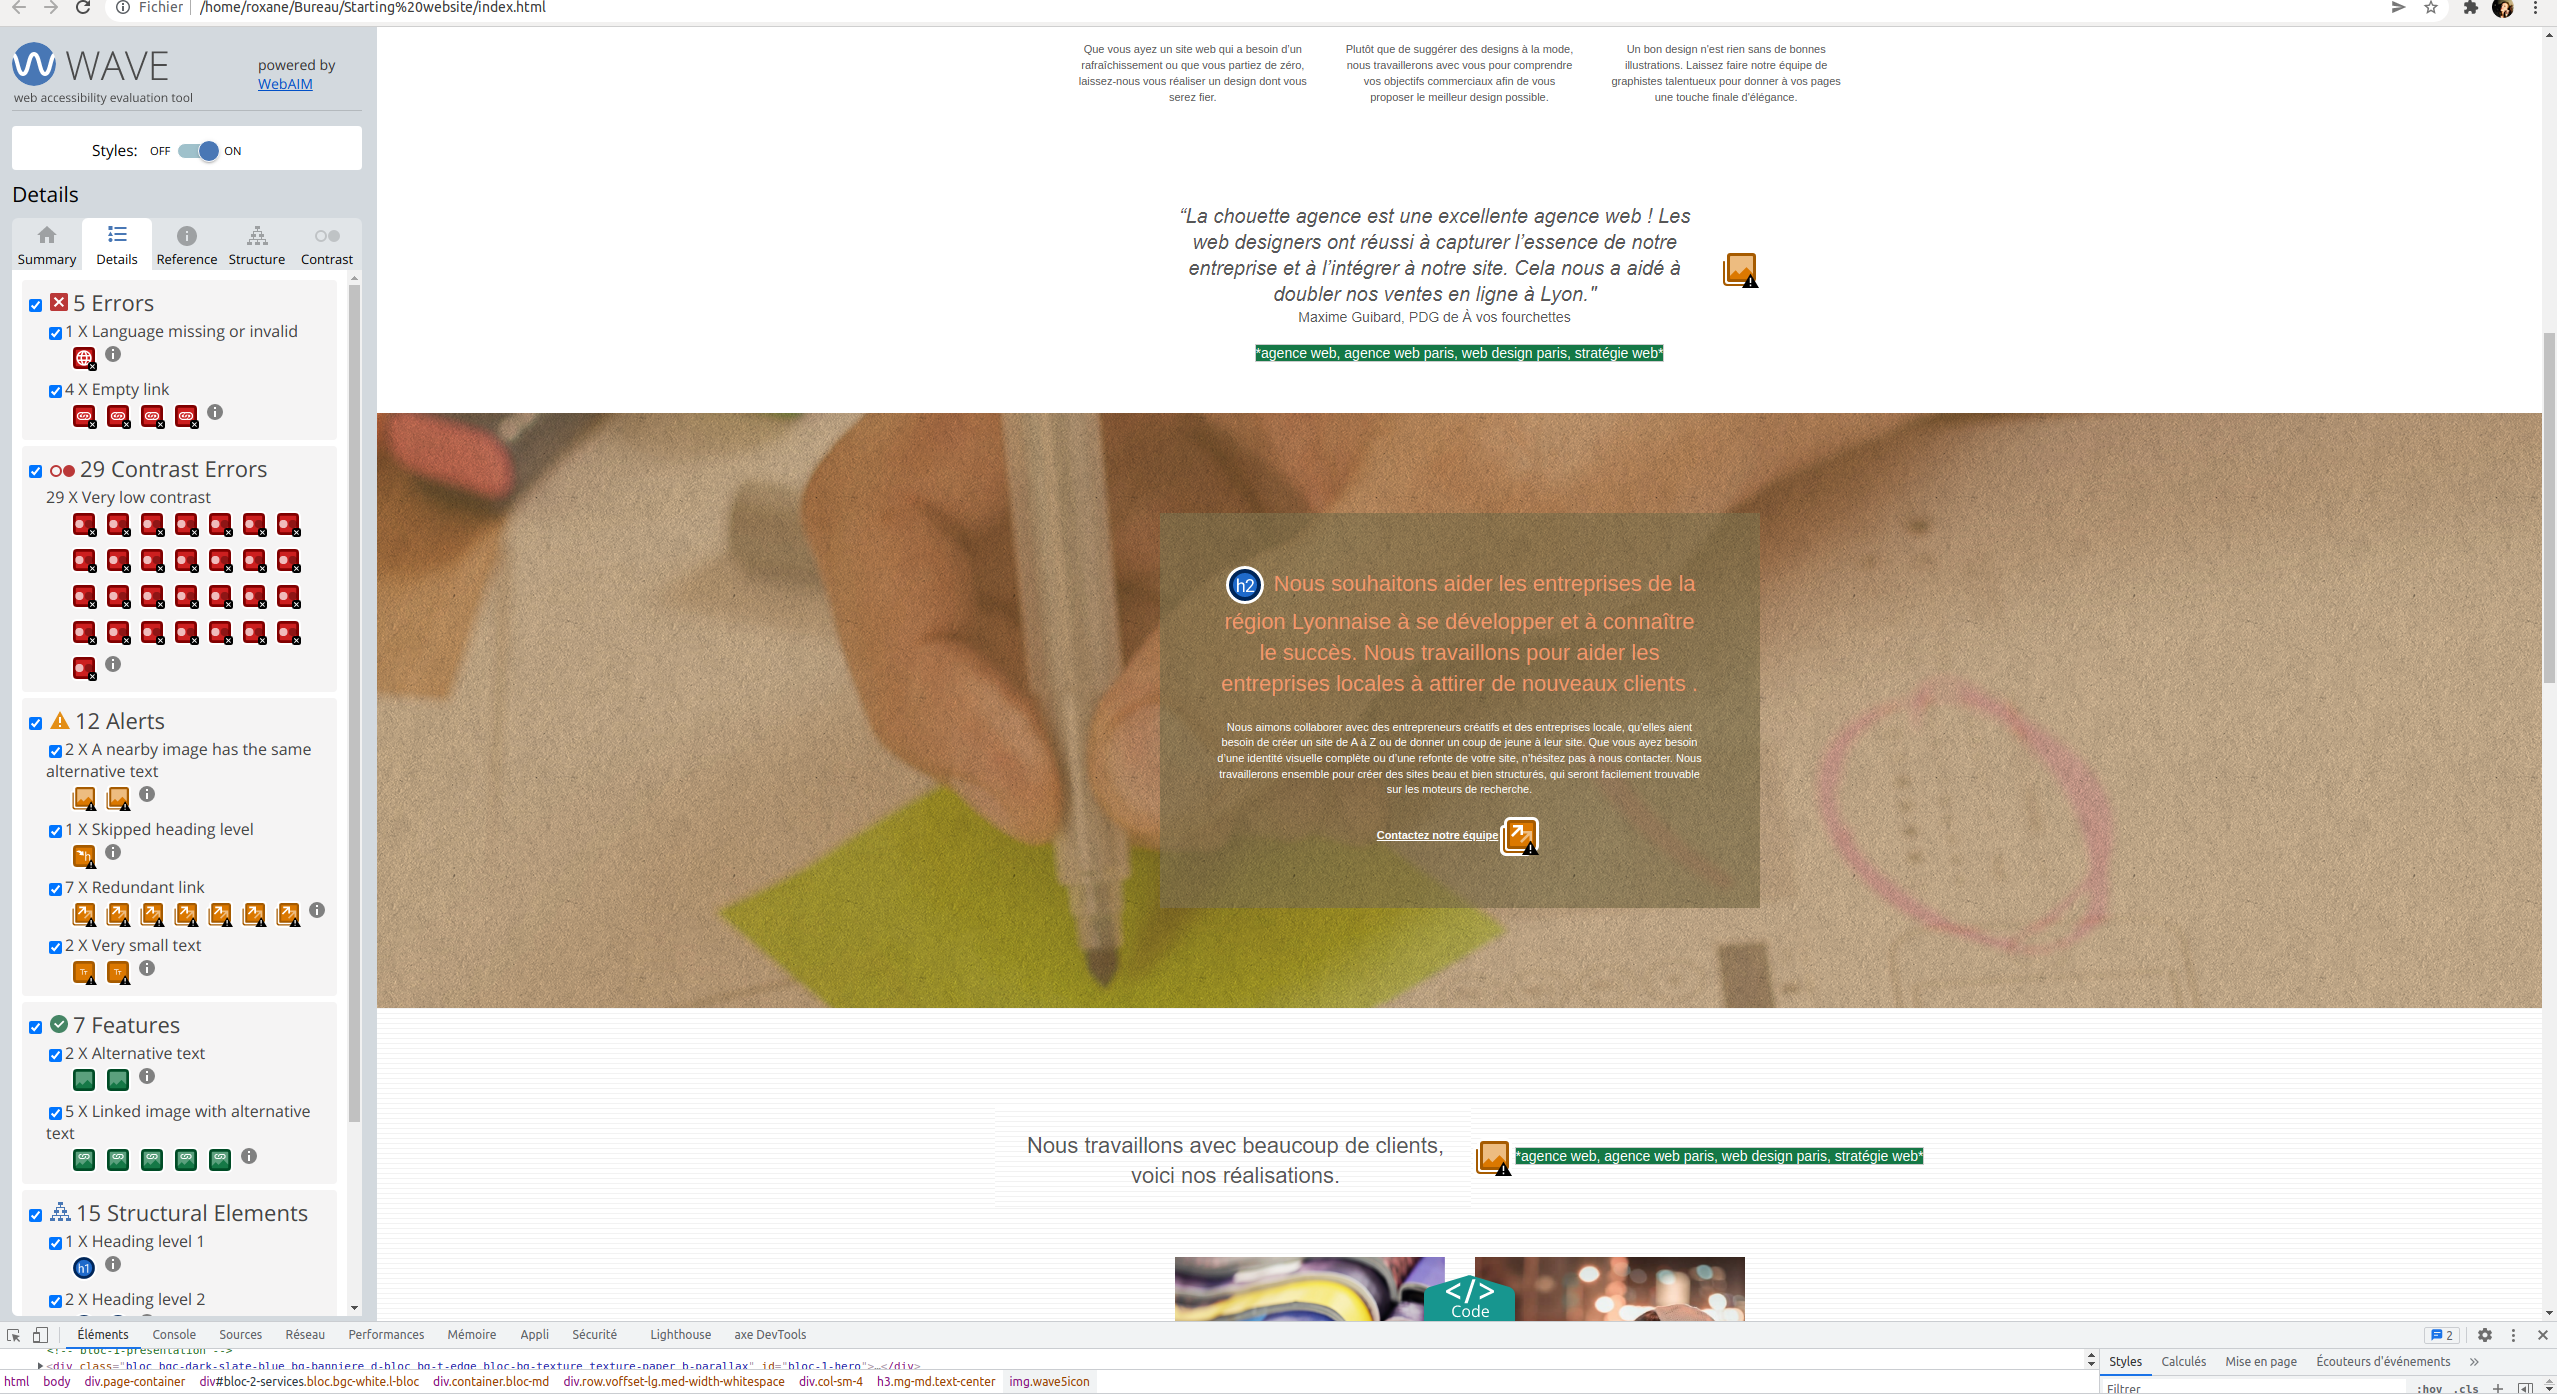 Fichier
/home/roxane/Bureau/Starting%20website/index.html
WAVE
web accessibility evaluation tool
powered by
WebAIM
Styles: OFF ON
Details
Summary Details Reference Structure Contrast
5 Errors
1 X Language missing or invalid
4 X Empty link
29 Contrast Errors
29 X Very low contrast
12 Alerts
2 X A nearby image has the same
alternative text
1 X Skipped heading level
7 X Redundant link
2 X Very small text
7 Features
2 X Alternative text
5 X Linked image with alternative
text
15 Structural Elements
1 X Heading level 1
h1
2 X Heading level 2
Que vous ayez un site web qui a besoin d'un
rafraîchissement ou que vous partiez de zéro,
laissez-nous vous réaliser un design dont vous
serez fier.
Plutôt que de suggérer des designs à la mode,
nous travaillerons avec vous pour comprendre
vos objectifs commerciaux afin de vous
proposer le meilleur design possible.
Un bon design n'est rien sans de bonnes
illustrations. Laissez faire notre équipe de
graphistes talentueux pour donner à vos pages
une touche finale d'élégance.
“La chouette agence est une excellente agence web ! Les
web designers ont réussi à capturer l’essence de notre
entreprise et à l’intégrer à notre site. Cela nous a aidé à
doubler nos ventes en ligne à Lyon."
Maxime Guibard, PDG de À vos fourchettes
*agence web, agence web paris, web design paris, stratégie web*
h2 Nous souhaitons aider les entreprises de la
région Lyonnaise à se développer et à connaître
le succès. Nous travaillons pour aider les
entreprises locales à attirer de nouveaux clients .
Nous aimons collaborer avec des entrepreneurs créatifs et des entreprises locale, qu'elles aient
besoin de créer un site de A à Z ou de donner un coup de jeune à leur site. Que vous ayez besoin
d'une identité visuelle complète ou d'une refonte de votre site, n'hésitez pas à nous contacter. Nous
travaillerons ensemble pour créer des sites beau et bien structurés, qui seront facilement trouvable
sur les moteurs de recherche.
Contactez notre équipe
Nous travaillons avec beaucoup de clients,
voici nos réalisations.
*agence web, agence web paris, web design paris, stratégie web*
</>
Code
Éléments Console Sources Réseau Performances Mémoire Appli Sécurité Lighthouse axe DevTools 2
<!-- bloc-1-presentation -->
<div class="bloc bgc-dark-slate-blue bg-banniere d-bloc bg-t-edge bloc-bg-texture texture-paper b-parallax" id="bloc-1-hero">…</div>
html body div.page-container div#bloc-2-services.bloc.bgc-white.l-bloc div.container.bloc-md div.row.voffset-lg.med-width-whitespace div.col-sm-4 h3.mg-md.text-center img.wave5icon
Styles Calculés Mise en page Écouteurs d'événements »
Filtrer :hov .cls +